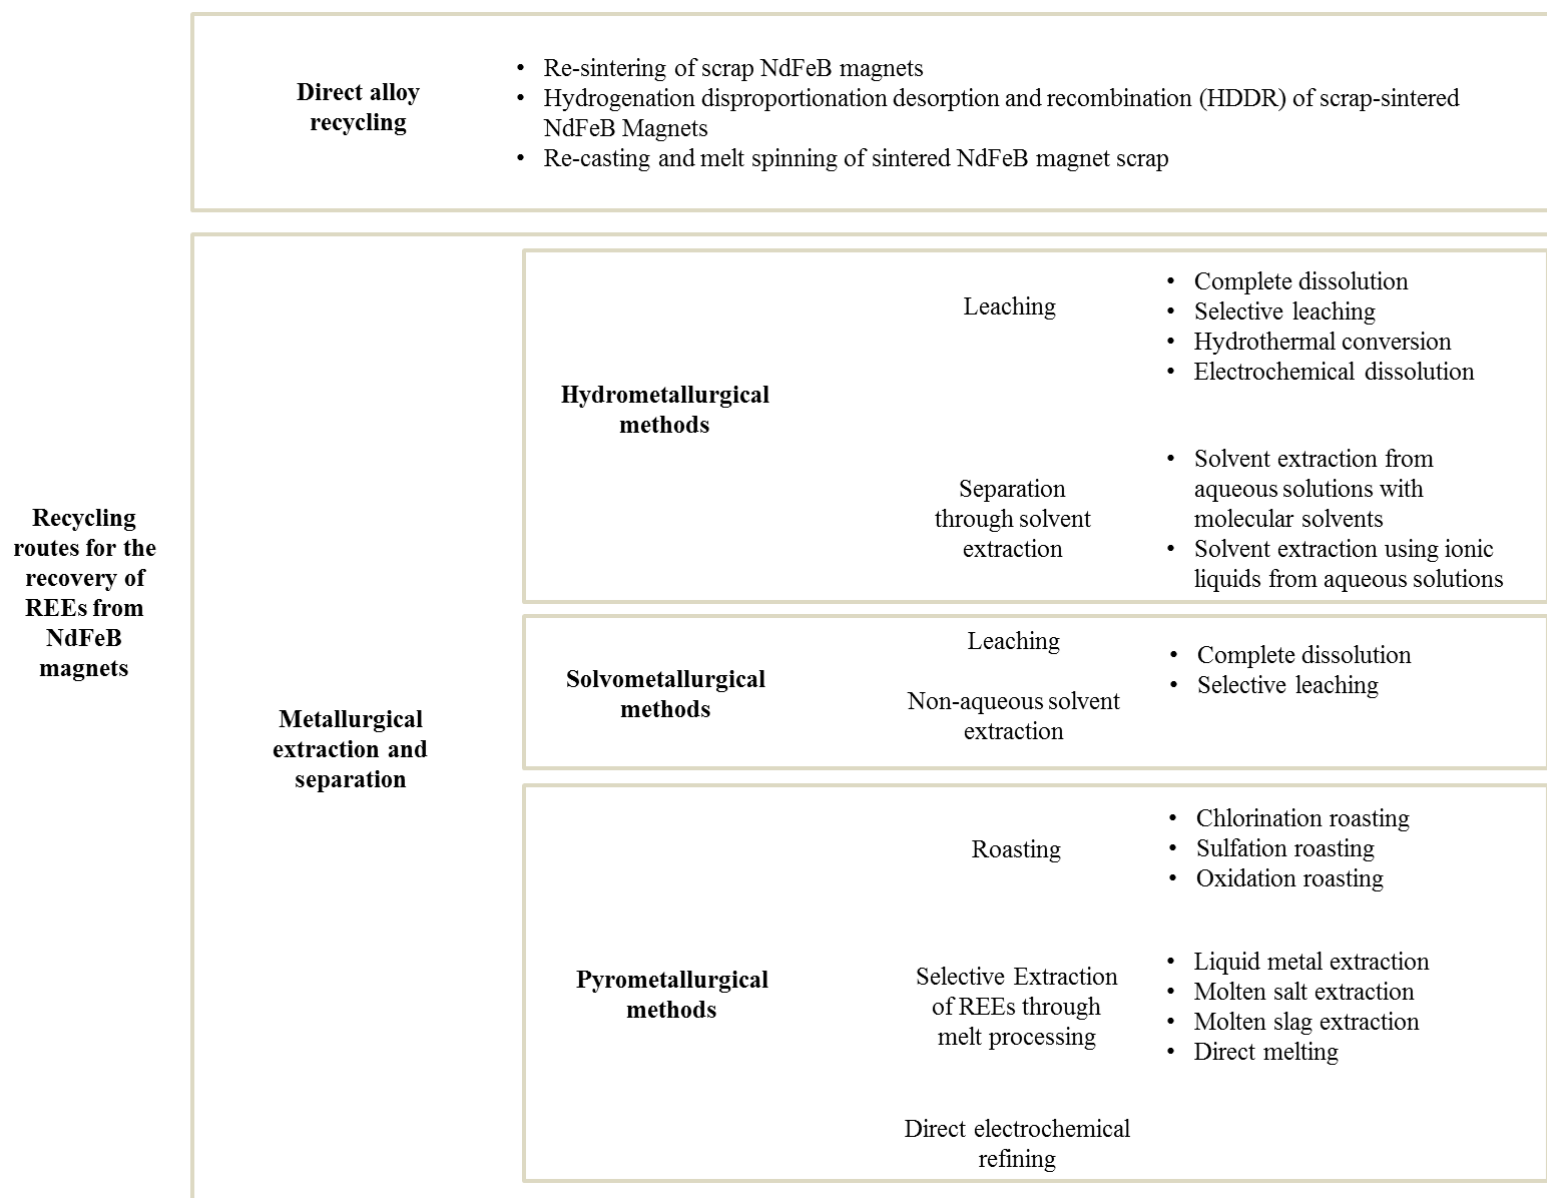 Recycling
routes for the
recovery of
REEs from
NdFeB
magnets
Direct alloy
recycling
• Re-sintering of scrap NdFeB magnets
• Hydrogenation disproportionation desorption and recombination (HDDR) of scrap-sintered
NdFeB Magnets
• Re-casting and melt spinning of sintered NdFeB magnet scrap
Metallurgical
extraction and
separation
Hydrometallurgical
methods
Leaching
• Complete dissolution
• Selective leaching
• Hydrothermal conversion
• Electrochemical dissolution
Separation
through solvent
extraction
• Solvent extraction from
aqueous solutions with
molecular solvents
• Solvent extraction using ionic
liquids from aqueous solutions
Solvometallurgical
methods
Leaching
Non-aqueous solvent
extraction
• Complete dissolution
• Selective leaching
Pyrometallurgical
methods
Roasting
• Chlorination roasting
• Sulfation roasting
• Oxidation roasting
Selective Extraction
of REEs through
melt processing
• Liquid metal extraction
• Molten salt extraction
• Molten slag extraction
• Direct melting
Direct electrochemical
refining